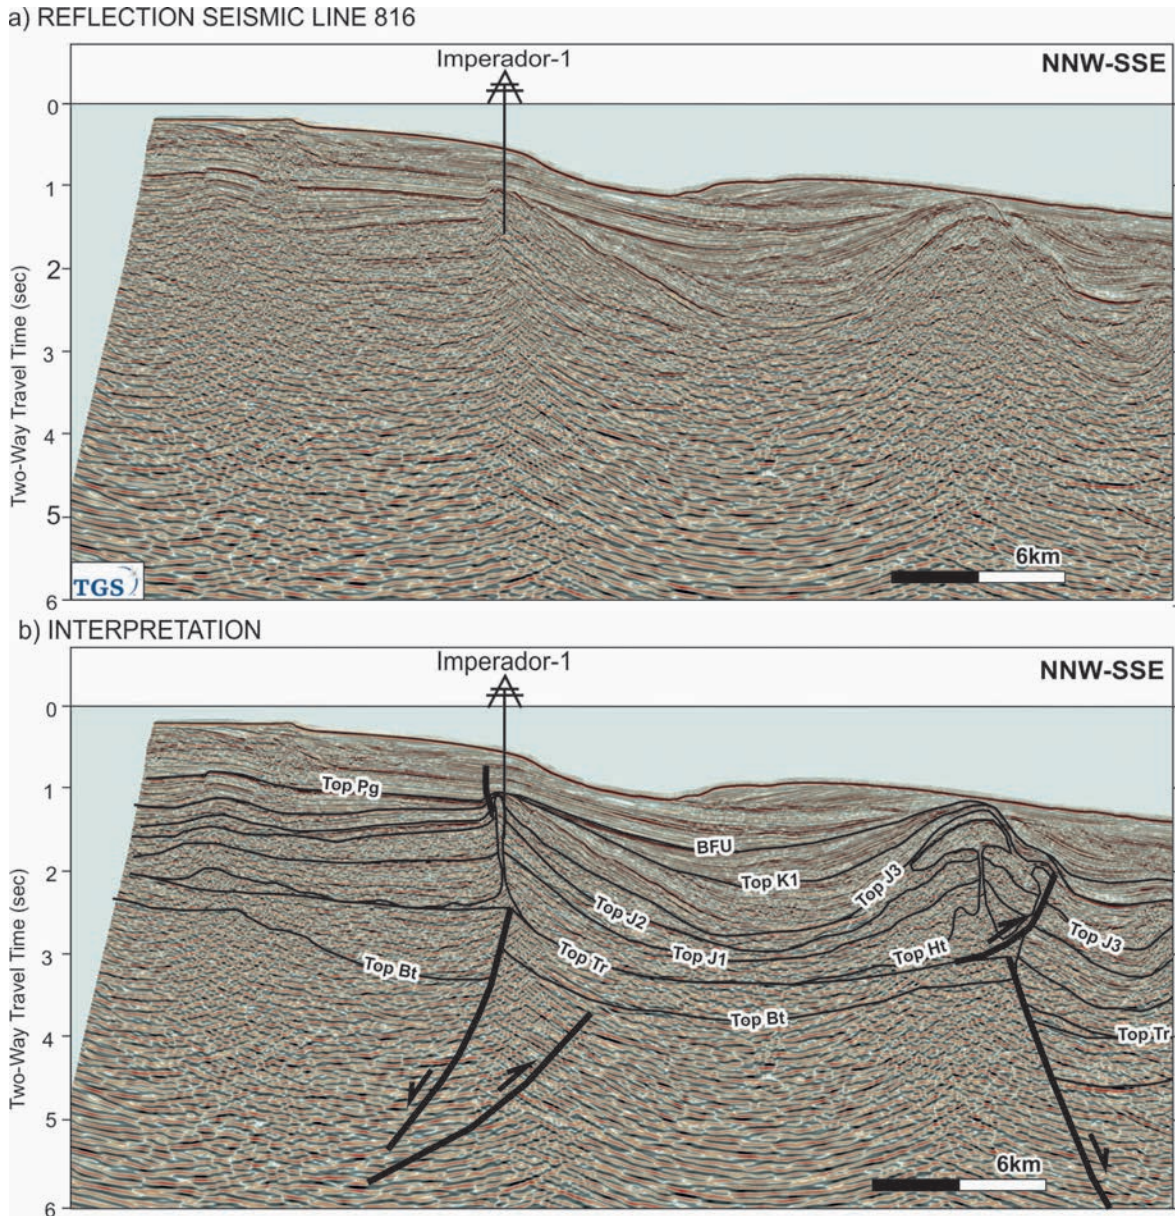 a) REFLECTION SEISMIC LINE 816
Imperador-1
NNW-SSE
0
1
2
3
4
5
6
Two-Way Travel Time (sec)
6km
TGS
b) INTERPRETATION
Imperador-1
NNW-SSE
0
1
2
3
4
5
6
Two-Way Travel Time (sec)
Top Pg
BFU
Top K1
Top J3
Top J2
Top J1
Top Ht
Top J3
Top Tr
Top Bt
Top Bt
Top Tr
6km